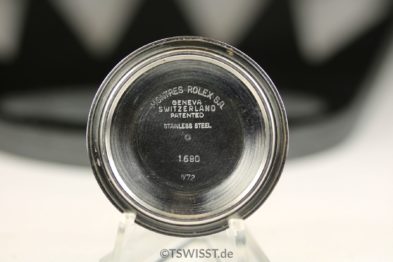 MONTRES ROLEX S.A.
GENEVA
SWITZERLAND
PATENTED
STAINLESS STEEL
1680
©TSWISST.de